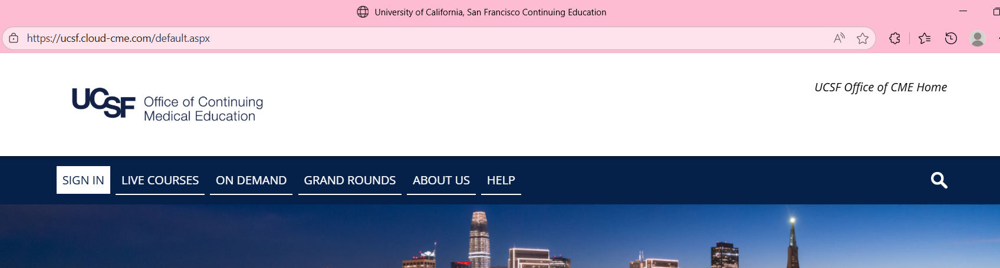 University of California, San Francisco Continuing Education
https://ucsf.cloud-cme.com/default.aspx
UCSF Office of CME Home
UCSF Office of Continuing
Medical Education
SIGN IN LIVE COURSES ON DEMAND GRAND ROUNDS ABOUT US HELP